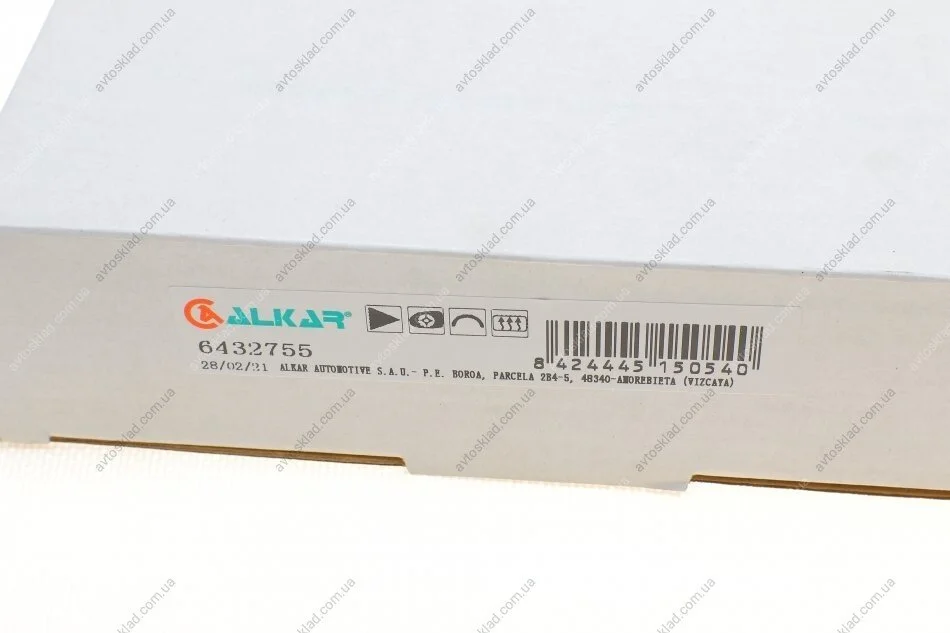 ALKAR®
6432755
8 424445 150540
28/02/21 ALKAR AUTOMOTIVE S.A.U.- P.E. BOROA, PARCELA 2B4-5, 48340-AMOREBIETA (VIZCAYA)
avtosklad.com.ua